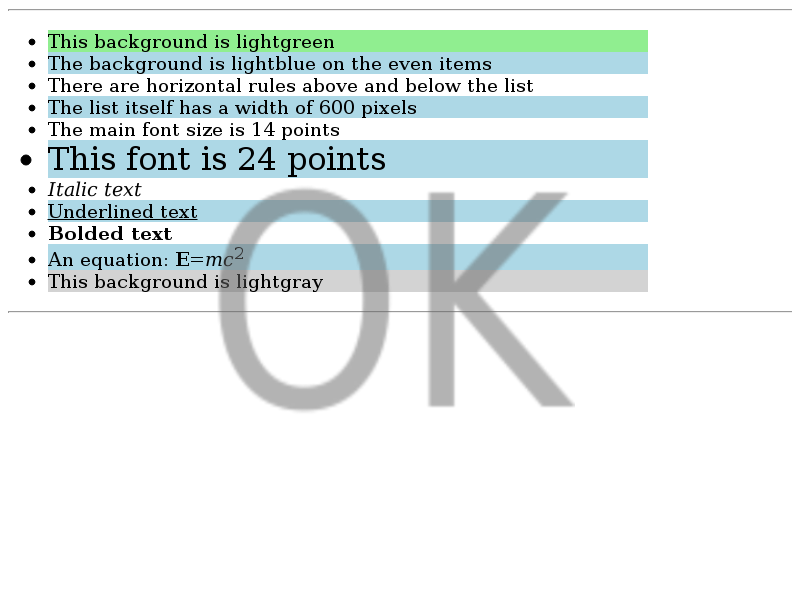 This background is lightgreen
The background is lightblue on the even items
There are horizontal rules above and below the list
The list itself has a width of 600 pixels
The main font size is 14 points
This font is 24 points
Italic text
Underlined text
Bolded text
An equation: E=mc²
This background is lightgray
OK